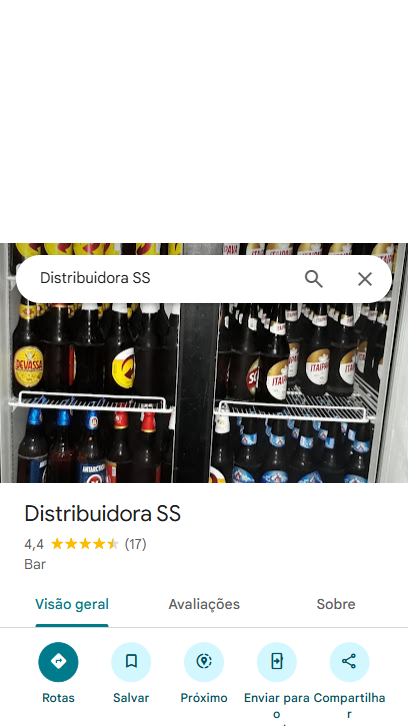 Distribuidora SS
DEVASSA
ITAIPAVA
ANTARCTICA
Distribuidora SS
4,4 (17)
Bar
Visão geral Avaliações Sobre
Rotas Salvar Próximo Enviar para o Compartilhar